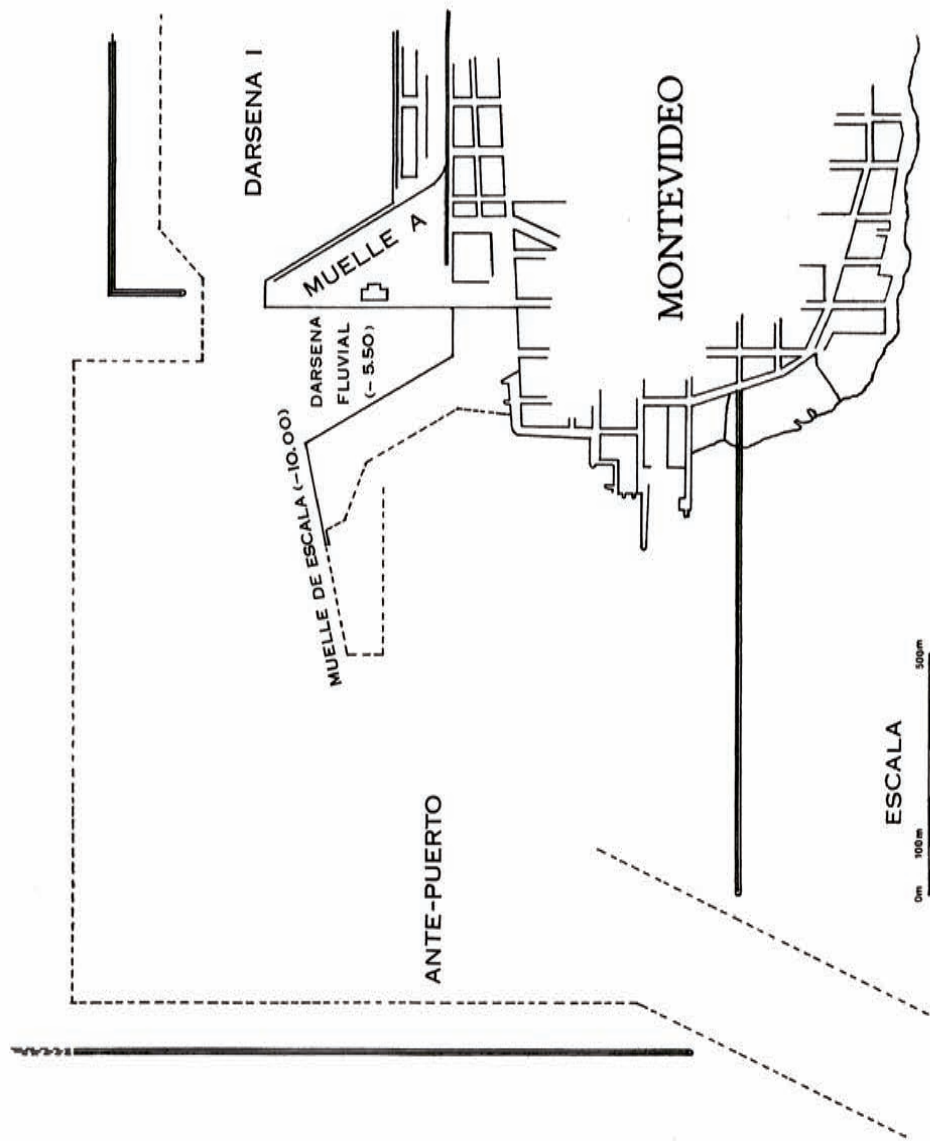 DARSENA I
MUELLE A
DARSENA
FLUVIAL
(-5.50)
MUELLE DE ESCALA (-10.00)
MONTEVIDEO
ANTE-PUERTO
ESCALA
0m 100m 500m